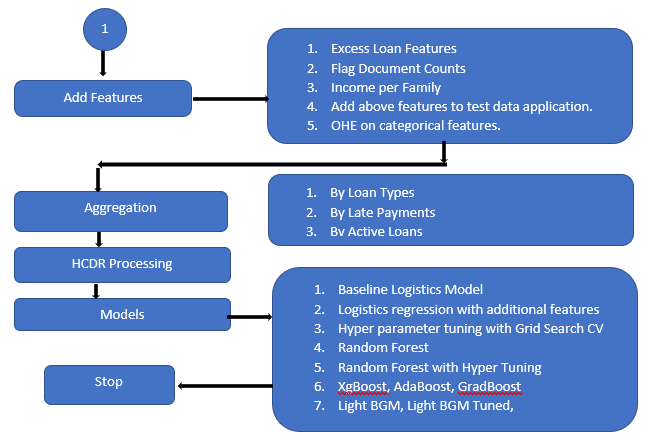 1
Add Features
1. Excess Loan Features
2. Flag Document Counts
3. Income per Family
4. Add above features to test data application.
5. OHE on categorical features.
Aggregation
1. By Loan Types
2. By Late Payments
3. By Active Loans
HCDR Processing
Models
1. Baseline Logistics Model
2. Logistics regression with additional features
3. Hyper parameter tuning with Grid Search CV
4. Random Forest
5. Random Forest with Hyper Tuning
6. XgBoost, AdaBoost, GradBoost
7. Light BGM, Light BGM Tuned,
Stop